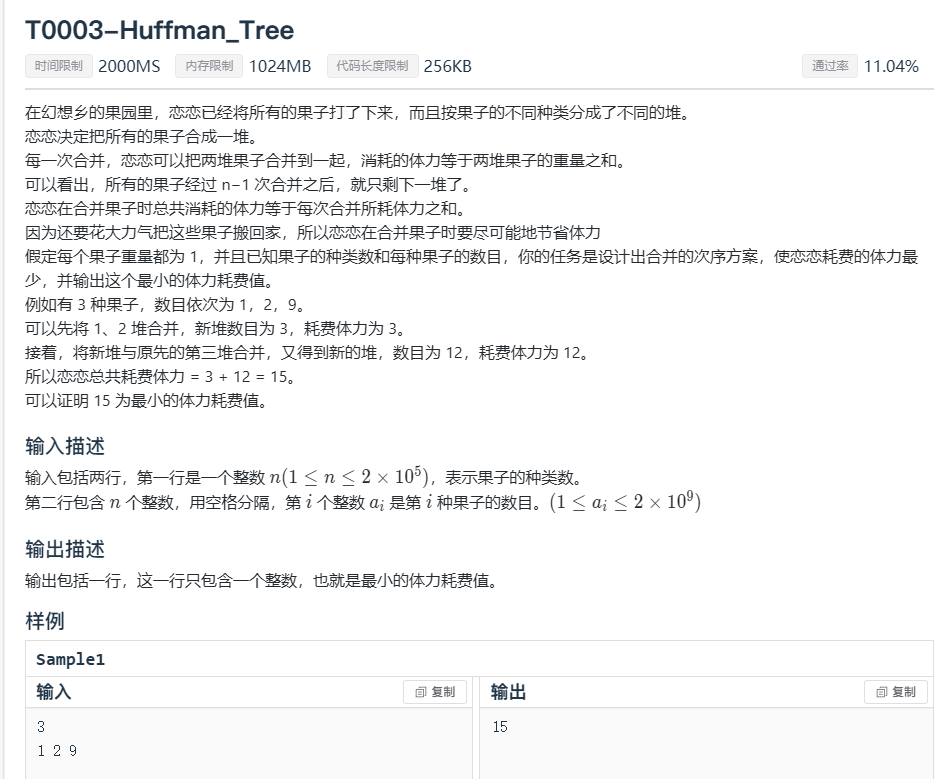 T0003-Huffman_Tree
时间限制 2000MS 内存限制 1024MB 代码长度限制 256KB 通过率 11.04%
在幻想乡的果园里，恋恋已经将所有的果子打了下来，而且按果子的不同种类分成了不同的堆。
恋恋决定把所有的果子合成一堆。
每一次合并，恋恋可以把两堆果子合并到一起，消耗的体力等于两堆果子的重量之和。
可以看出，所有的果子经过 n−1 次合并之后，就只剩下一堆了。
恋恋在合并果子时总共消耗的体力等于每次合并所耗体力之和。
因为还要花大力气把这些果子搬回家，所以恋恋在合并果子时要尽可能地节省体力
假定每个果子重量都为 1，并且已知果子的种类数和每种果子的数目，你的任务是设计出合并的次序方案，使恋恋耗费的体力最
少，并输出这个最小的体力耗费值。
例如有 3 种果子，数目依次为 1，2，9。
可以先将 1、2 堆合并，新堆数目为 3，耗费体力为 3。
接着，将新堆与原先的第三堆合并，又得到新的堆，数目为 12，耗费体力为 12。
所以恋恋总共耗费体力 = 3 + 12 = 15。
可以证明 15 为最小的体力耗费值。
输入描述
输入包括两行，第一行是一个整数 n(1 ≤ n ≤ 2 × 10⁵)，表示果子的种类数。
第二行包含 n 个整数，用空格分隔，第 i 个整数 aᵢ 是第 i 种果子的数目。(1 ≤ aᵢ ≤ 2 × 10⁹)
输出描述
输出包括一行，这一行只包含一个整数，也就是最小的体力耗费值。
样例
Sample1
输入 复制 输出 复制
3 15
1 2 9